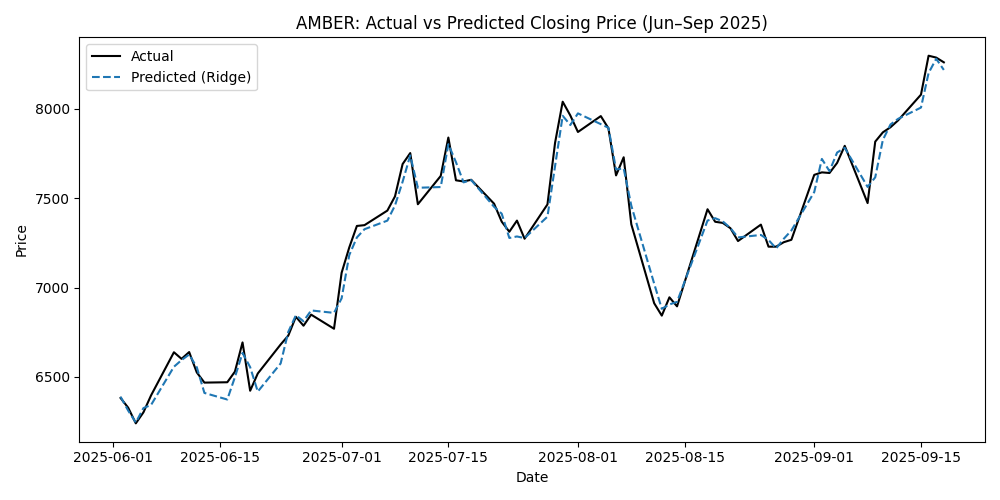 AMBER: Actual vs Predicted Closing Price (Jun–Sep 2025)
Actual
Predicted (Ridge)
Price
8000
7500
7000
6500
2025-06-01 2025-06-15 2025-07-01 2025-07-15 2025-08-01 2025-08-15 2025-09-01 2025-09-15
Date